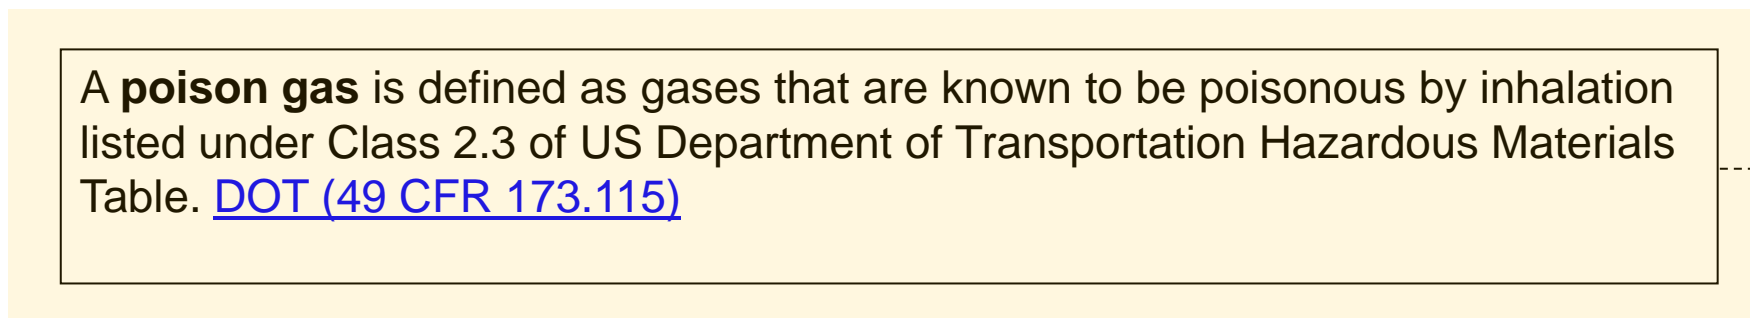 A poison gas is defined as gases that are known to be poisonous by inhalation
listed under Class 2.3 of US Department of Transportation Hazardous Materials
Table. DOT (49 CFR 173.115)